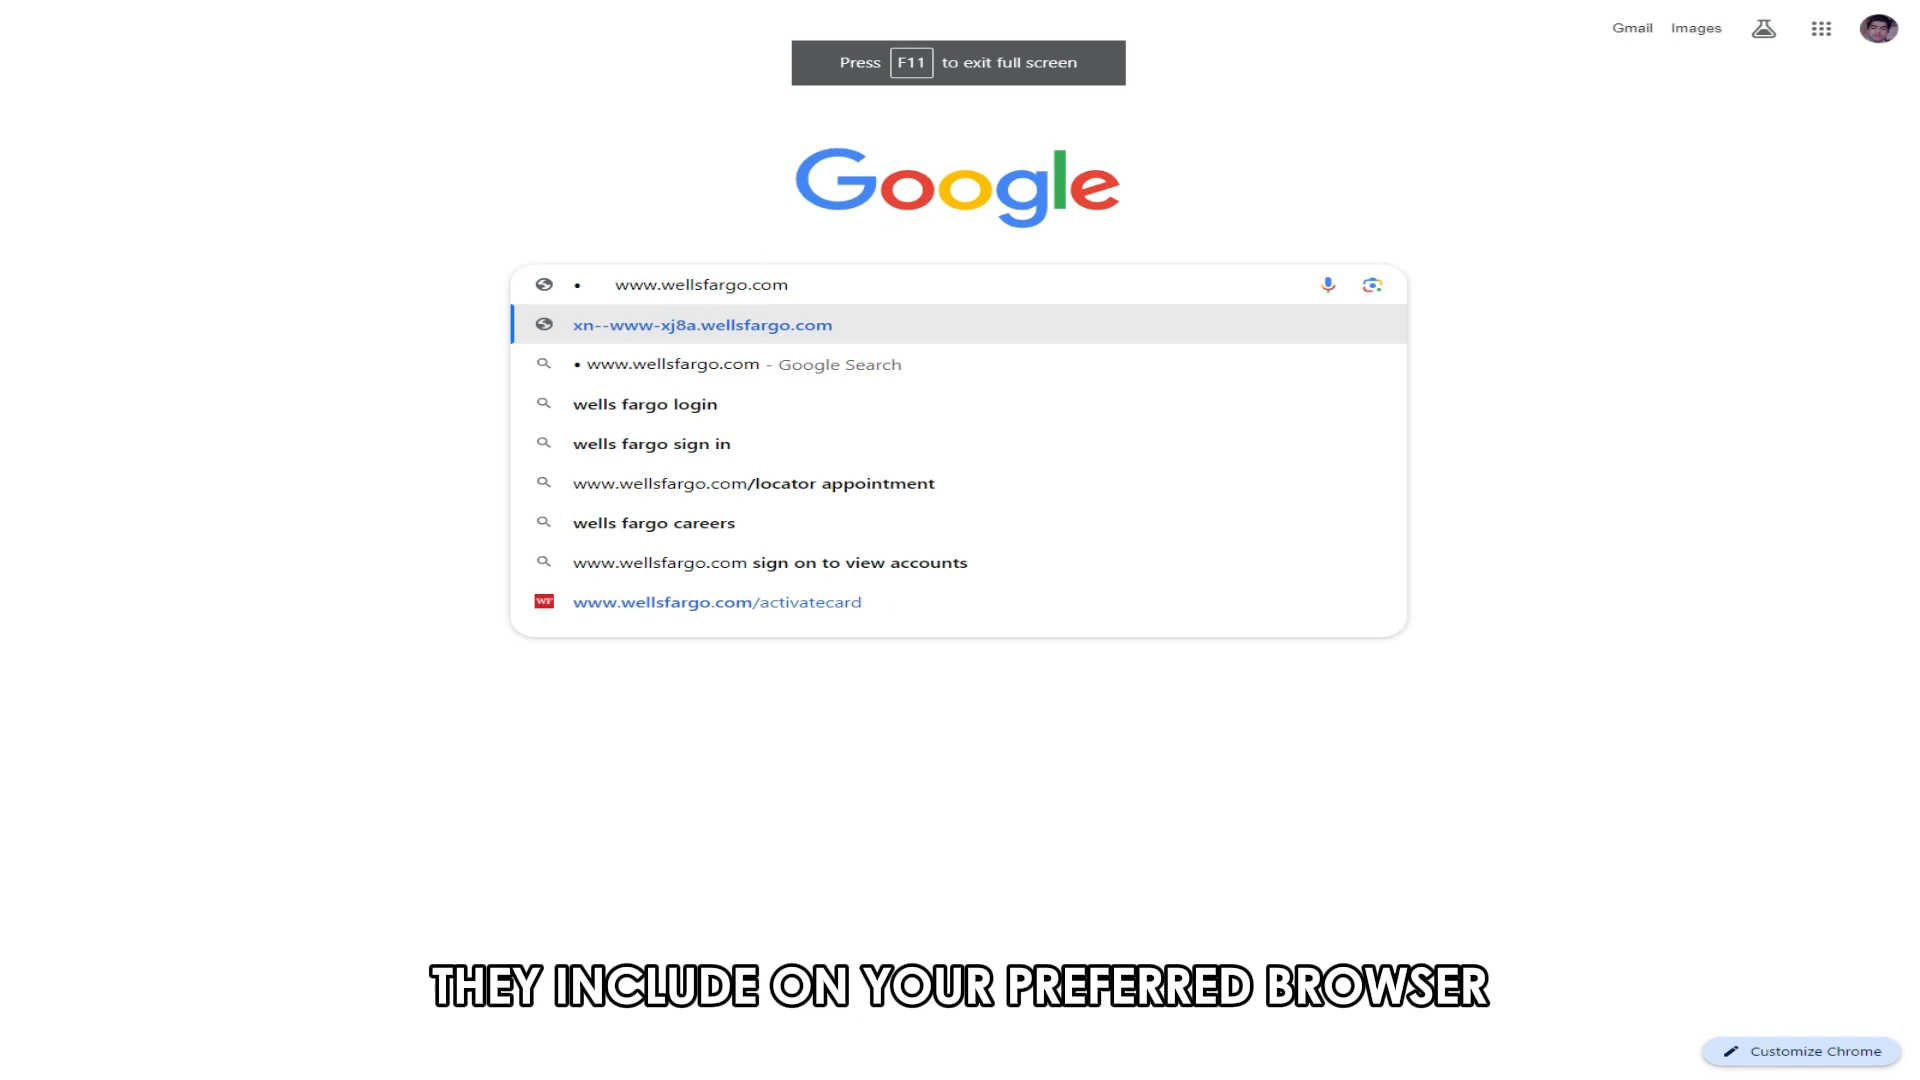 Gmail Images
Press F11 to exit full screen
Google
• www.wellsfargo.com
xn--www-xj8a.wellsfargo.com
• www.wellsfargo.com - Google Search
wells fargo login
wells fargo sign in
www.wellsfargo.com/locator appointment
wells fargo careers
www.wellsfargo.com sign on to view accounts
WF www.wellsfargo.com/activatecard
THEY INCLUDE ON YOUR PREFERRED BROWSER
Customize Chrome